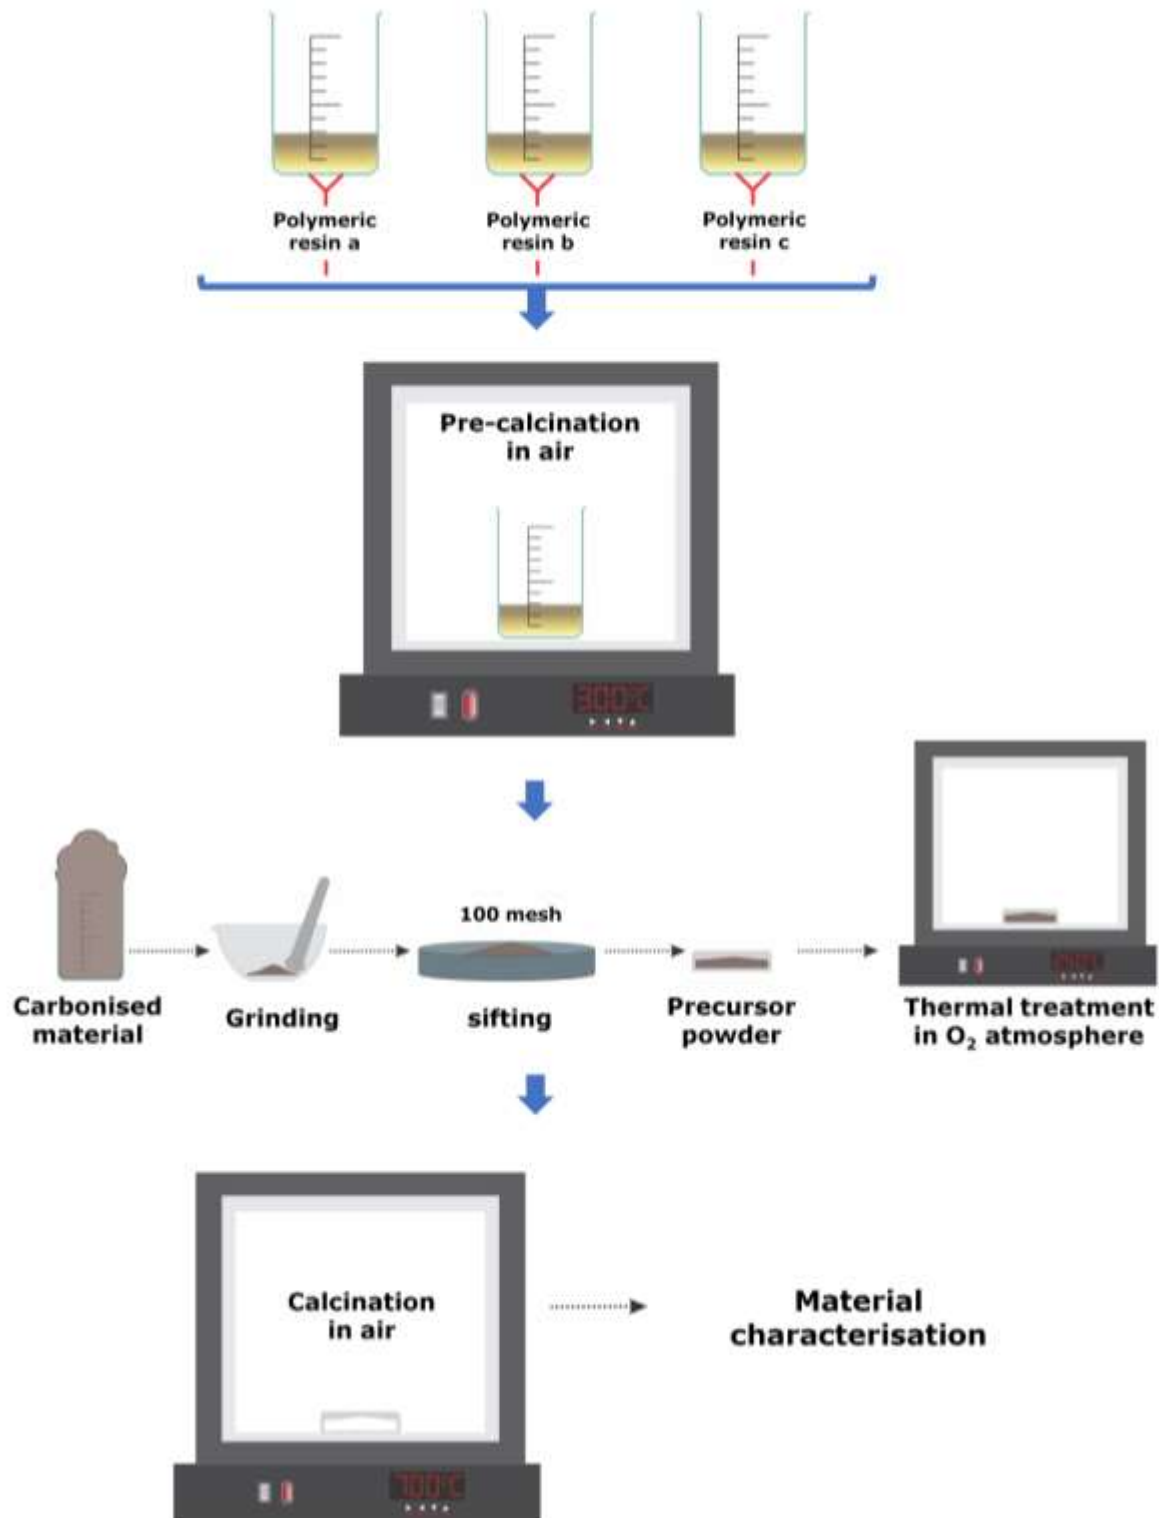 Polymeric
resin a
Polymeric
resin b
Polymeric
resin c
Pre-calcination
in air
300°C
100 mesh
Carbonised
material
Grinding
sifting
Precursor
powder
Thermal treatment
in O₂ atmosphere
Calcination
in air
Material
characterisation
700°C